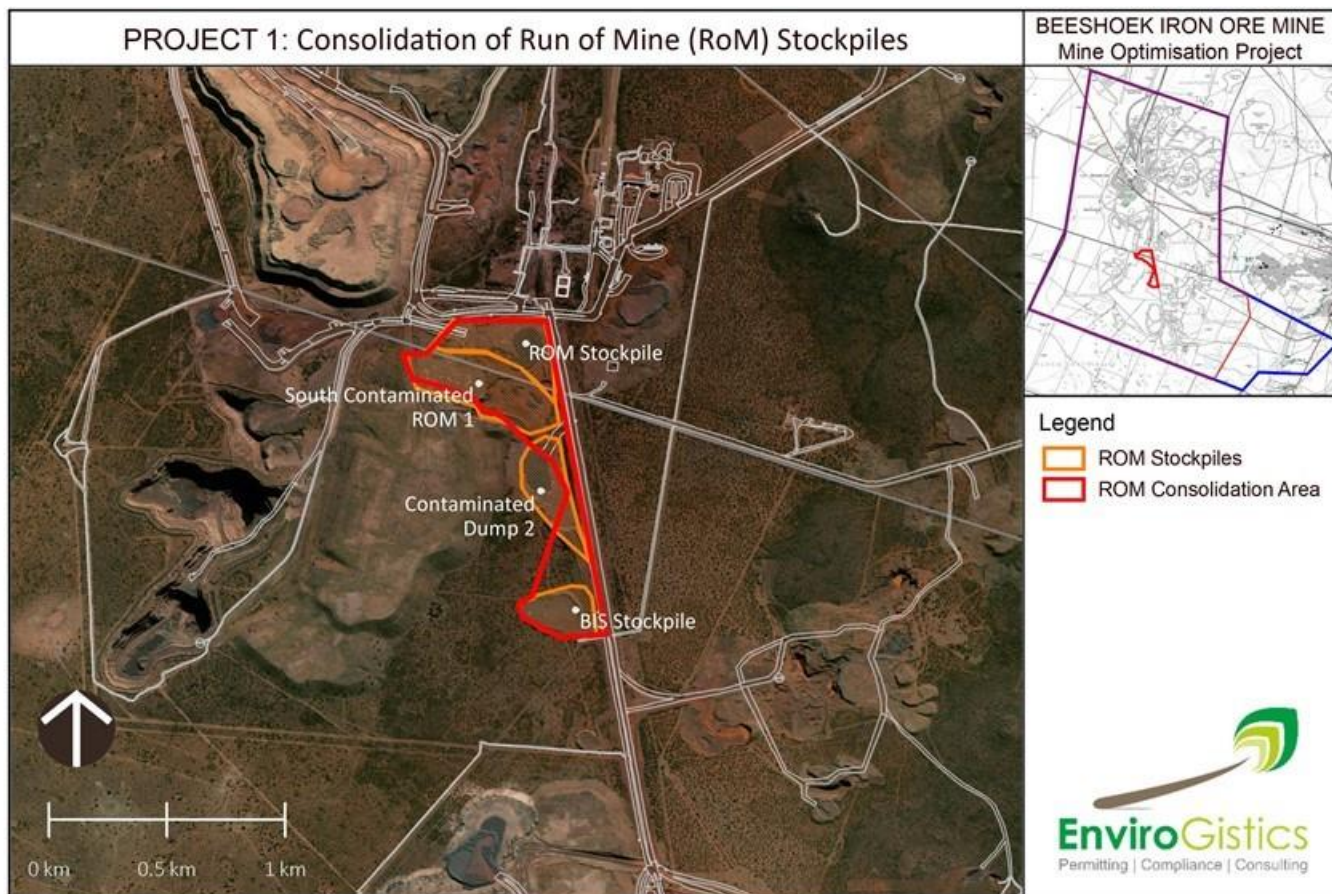 PROJECT 1: Consolidation of Run of Mine (RoM) Stockpiles
BEESHOEK IRON ORE MINE
Mine Optimisation Project
ROM Stockpile
South Contaminated
ROM 1
Contaminated
Dump 2
BIS Stockpile
0 km
0.5 km
1 km
Legend
ROM Stockpiles
ROM Consolidation Area
EnviroGistics
Permitting | Compliance | Consulting